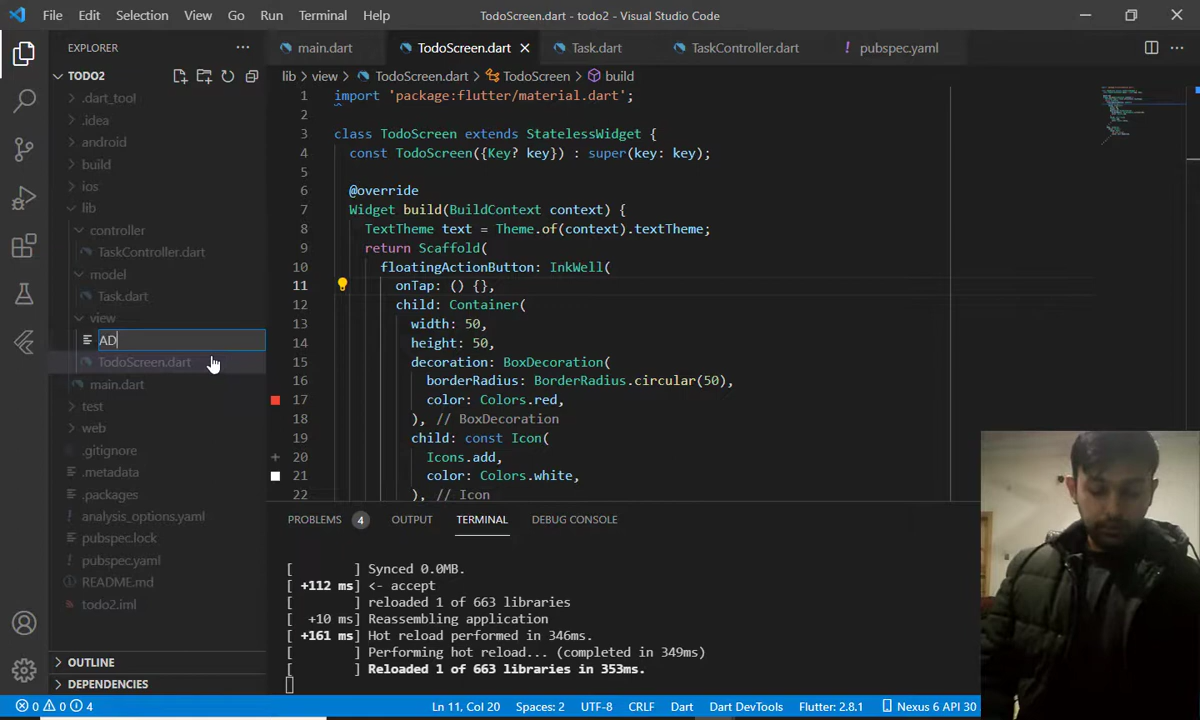 File Edit Selection View Go Run Terminal Help
TodoScreen.dart - todo2 - Visual Studio Code
EXPLORER
main.dart TodoScreen.dart Task.dart TaskController.dart pubspec.yaml
TODO2
lib > view > TodoScreen.dart > TodoScreen > build
.dart_tool
.idea
android
build
ios
lib
controller
TaskController.dart
model
Task.dart
view
AD
TodoScreen.dart
main.dart
test
web
.gitignore
.metadata
.packages
analysis_options.yaml
pubspec.lock
pubspec.yaml
README.md
todo2.iml
OUTLINE
DEPENDENCIES
1 import 'package:flutter/material.dart';
2
3 class TodoScreen extends StatelessWidget {
4 const TodoScreen({Key? key}) : super(key: key);
5
6 @override
7 Widget build(BuildContext context) {
8 TextTheme text = Theme.of(context).textTheme;
9 return Scaffold(
10 floatingActionButton: InkWell(
11 onTap: () {},
12 child: Container(
13 width: 50,
14 height: 50,
15 decoration: BoxDecoration(
16 borderRadius: BorderRadius.circular(50),
17 color: Colors.red,
18 ), // BoxDecoration
19 child: const Icon(
20 Icons.add,
21 color: Colors.white,
22 ), // Icon
PROBLEMS 4 OUTPUT TERMINAL DEBUG CONSOLE
[ ] Synced 0.0MB.
[ +112 ms] <- accept
[ ] reloaded 1 of 663 libraries
[ +10 ms] Reassembling application
[ +161 ms] Hot reload performed in 346ms.
[ ] Performing hot reload... (completed in 349ms)
[ ] Reloaded 1 of 663 libraries in 353ms.
0 0 4 Ln 11, Col 20 Spaces: 2 UTF-8 CRLF Dart Dart DevTools Flutter: 2.8.1 Nexus 6 API 30